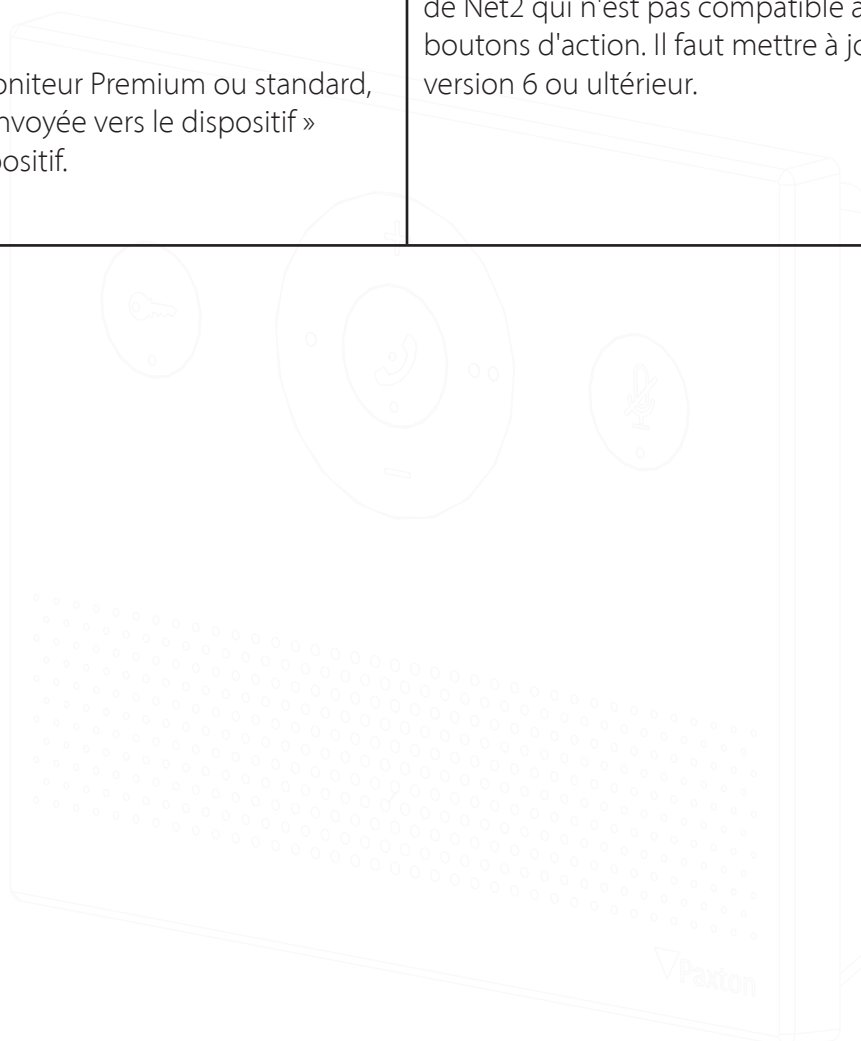 oniteur Premium ou standard,
nvoyée vers le dispositif »
positif.
de Net2 qui n'est pas compatible a
boutons d'action. Il faut mettre à jo
version 6 ou ultérieur.
Paxton